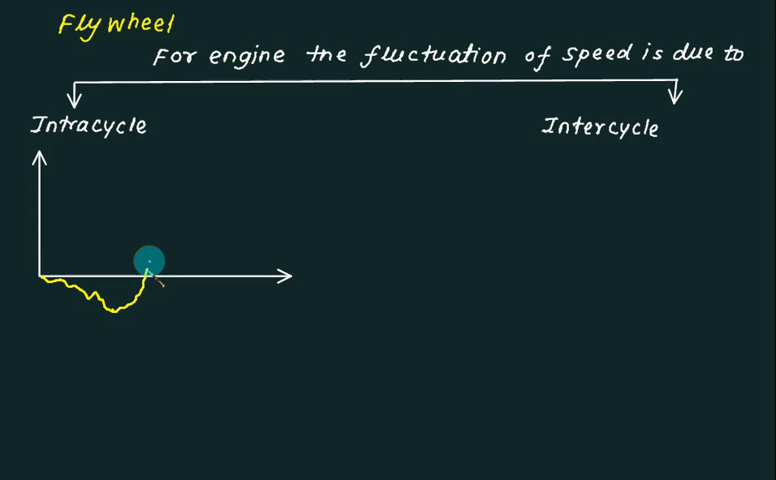 Flywheel
For engine the fluctuation of speed is due to
Intracycle
Intercycle